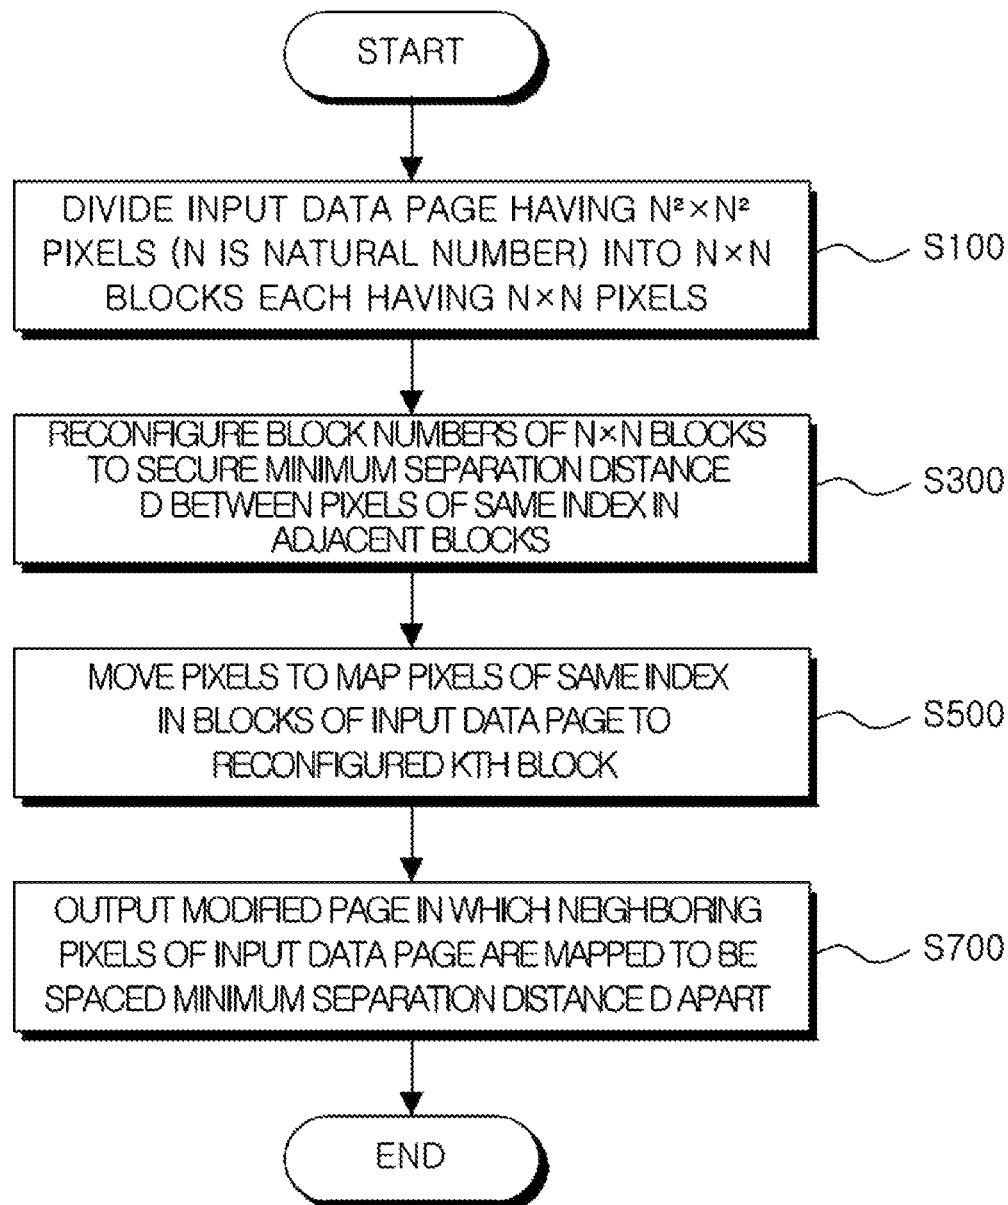 START
DIVIDE INPUT DATA PAGE HAVING N²×N²
PIXELS (N IS NATURAL NUMBER) INTO N×N
BLOCKS EACH HAVING N×N PIXELS
S100
RECONFIGURE BLOCK NUMBERS OF N×N BLOCKS
TO SECURE MINIMUM SEPARATION DISTANCE
D BETWEEN PIXELS OF SAME INDEX IN
ADJACENT BLOCKS
S300
MOVE PIXELS TO MAP PIXELS OF SAME INDEX
IN BLOCKS OF INPUT DATA PAGE TO
RECONFIGURED KTH BLOCK
S500
OUTPUT MODIFIED PAGE IN WHICH NEIGHBORING
PIXELS OF INPUT DATA PAGE ARE MAPPED TO BE
SPACED MINIMUM SEPARATION DISTANCE D APART
S700
END